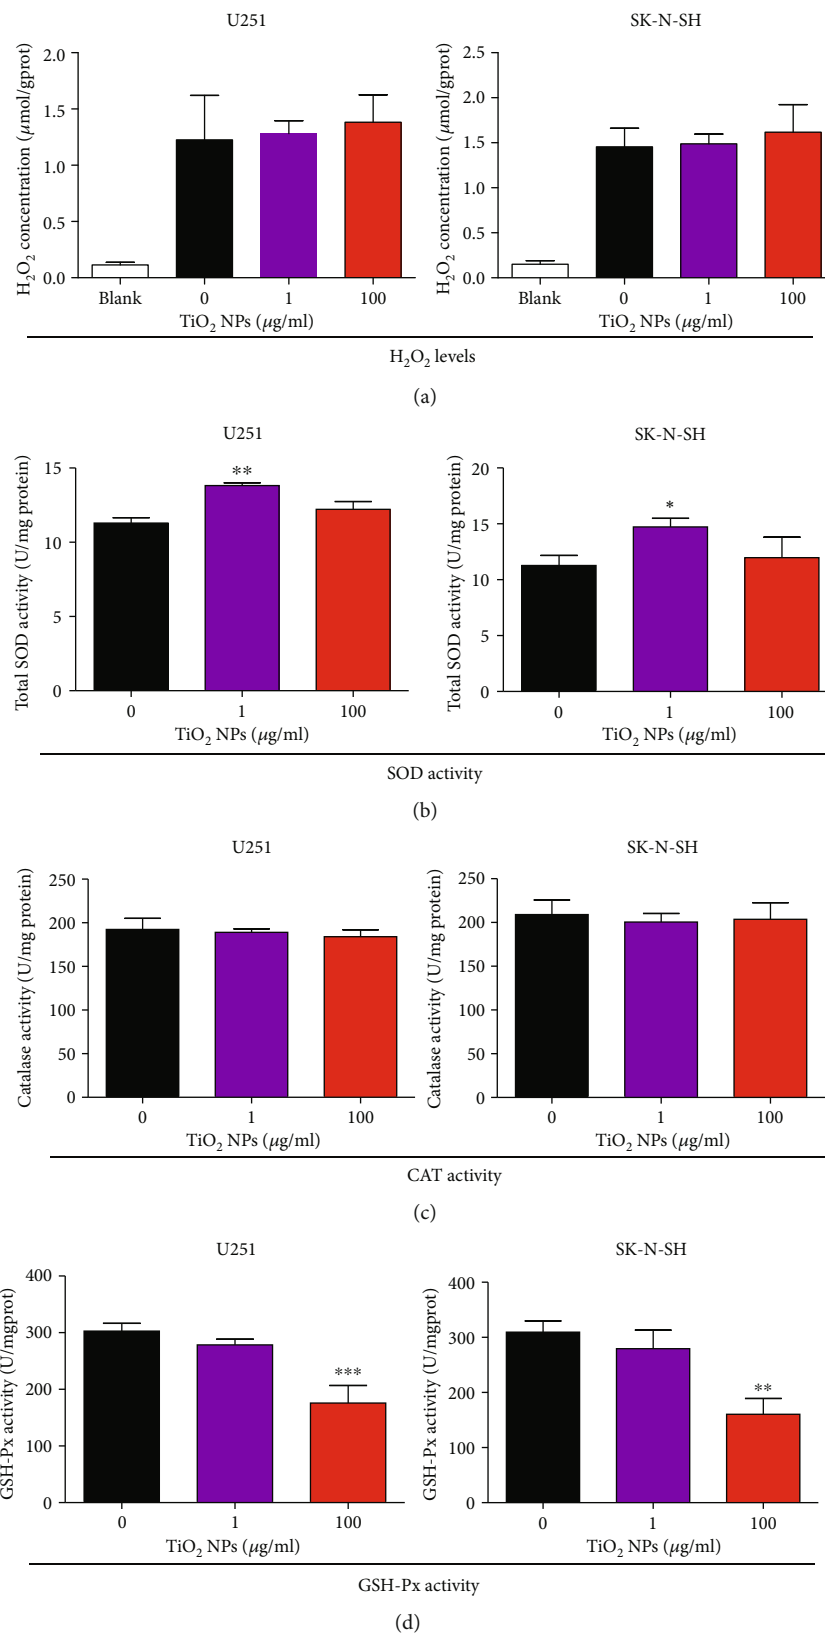 U251
H₂O₂ concentration (μmol/gprot)
2.0
1.5
1.0
0.5
0.0
Blank 0 1 100
TiO₂ NPs (μg/ml)
SK-N-SH
H₂O₂ concentration (μmol/gprot)
2.5
2.0
1.5
1.0
0.5
0.0
Blank 0 1 100
TiO₂ NPs (μg/ml)
H₂O₂ levels
(a)
U251
Total SOD activity (U/mg protein)
15
10
5
0
**
0 1 100
TiO₂ NPs (μg/ml)
SK-N-SH
Total SOD activity (U/mg protein)
20
15
10
5
0
*
0 1 100
TiO₂ NPs (μg/ml)
SOD activity
(b)
U251
Catalase activity (U/mg protein)
250
200
150
100
50
0
0 1 100
TiO₂ NPs (μg/ml)
SK-N-SH
Catalase activity (U/mg protein)
250
200
150
100
50
0
0 1 100
TiO₂ NPs (μg/ml)
CAT activity
(c)
U251
GSH-Px activity (U/mgprot)
400
300
200
100
0
***
0 1 100
TiO₂ NPs (μg/ml)
SK-N-SH
GSH-Px activity (U/mgprot)
400
300
200
100
0
**
0 1 100
TiO₂ NPs (μg/ml)
GSH-Px activity
(d)